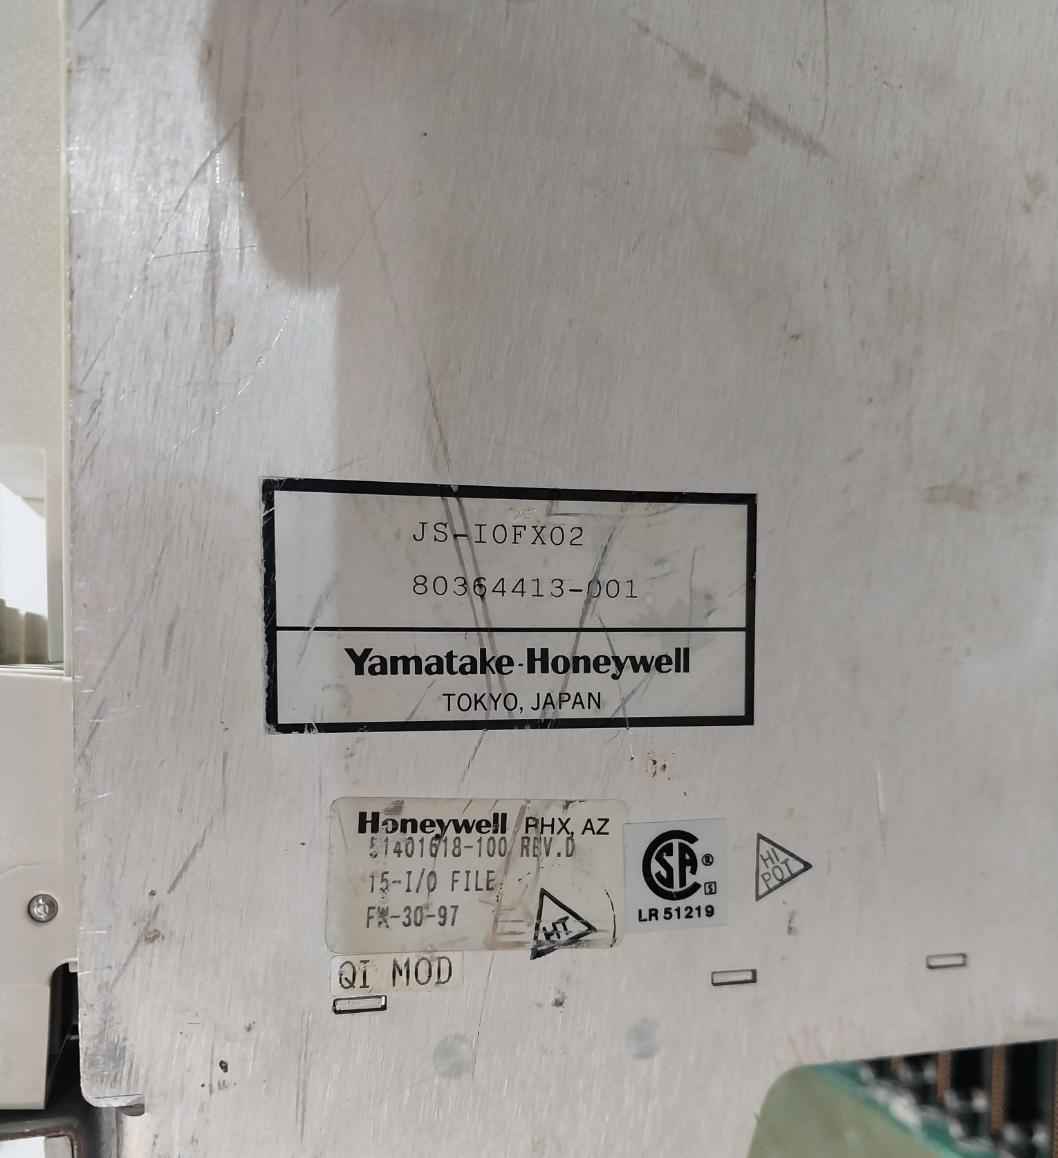 JS-IOFX02
80364413-001
Yamatake-Honeywell
TOKYO, JAPAN
Honeywell PHX, AZ
51401618-100 REV.D
15-I/O FILE
FX-30-97
HT
SA ®
LR 51219
HI
POT
QI MOD